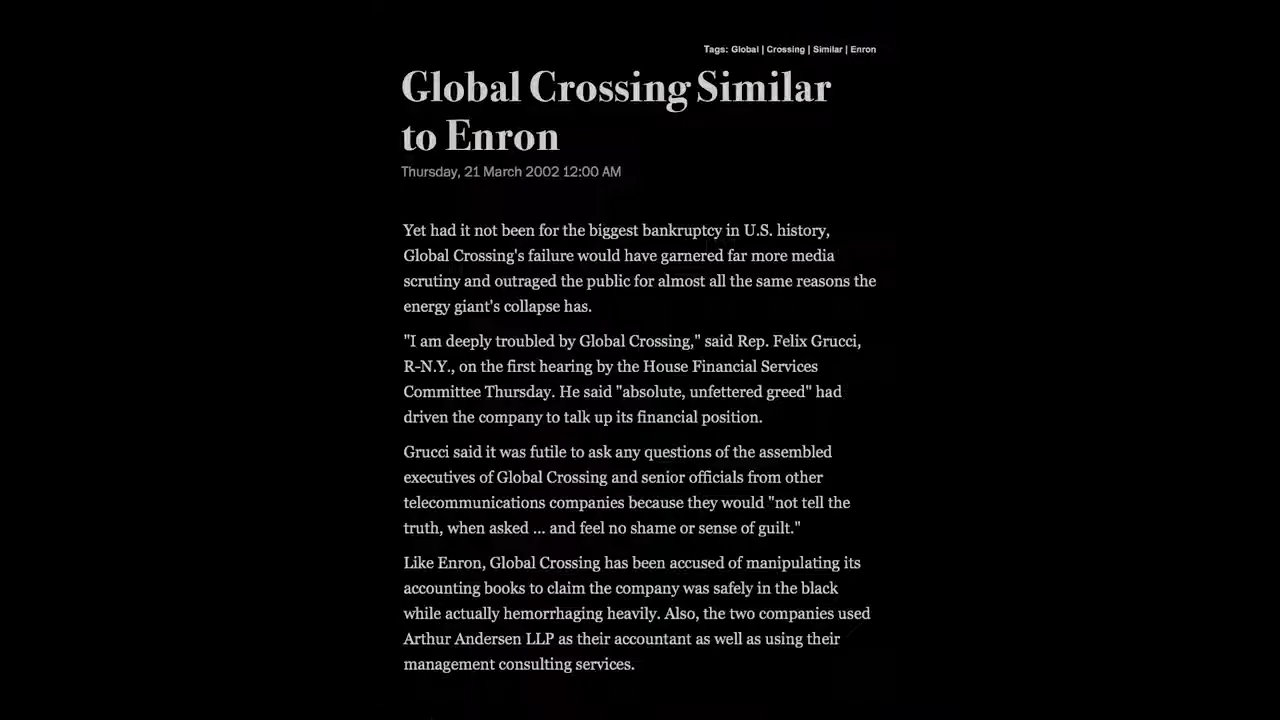 Tags: Global | Crossing | Similar | Enron
Global Crossing Similar
to Enron
Thursday, 21 March 2002 12:00 AM
Yet had it not been for the biggest bankruptcy in U.S. history,
Global Crossing's failure would have garnered far more media
scrutiny and outraged the public for almost all the same reasons the
energy giant's collapse has.
"I am deeply troubled by Global Crossing," said Rep. Felix Grucci,
R-N.Y., on the first hearing by the House Financial Services
Committee Thursday. He said "absolute, unfettered greed" had
driven the company to talk up its financial position.
Grucci said it was futile to ask any questions of the assembled
executives of Global Crossing and senior officials from other
telecommunications companies because they would "not tell the
truth, when asked ... and feel no shame or sense of guilt."
Like Enron, Global Crossing has been accused of manipulating its
accounting books to claim the company was safely in the black
while actually hemorrhaging heavily. Also, the two companies used
Arthur Andersen LLP as their accountant as well as using their
management consulting services.